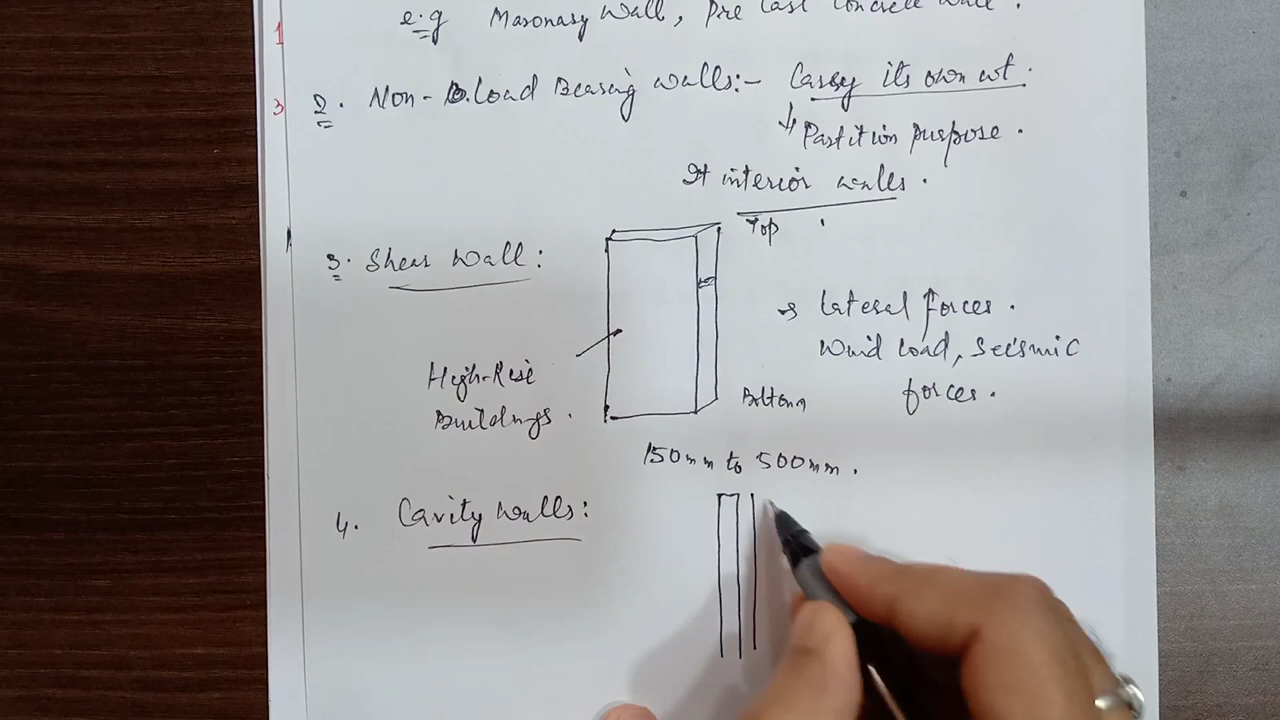 e.g Masonary Wall, Pre Cast Concrete Wall.
1
3
2. Non-Load Bearing Walls:- Carry its own wt.
Partition purpose.
It interior walls.
Top
3. Shear Wall:
→ lateral forces.
Wind load, Seismic
forces.
High-Rise
Buildings.
Bottom
150mm to 500mm.
4. Cavity Walls: